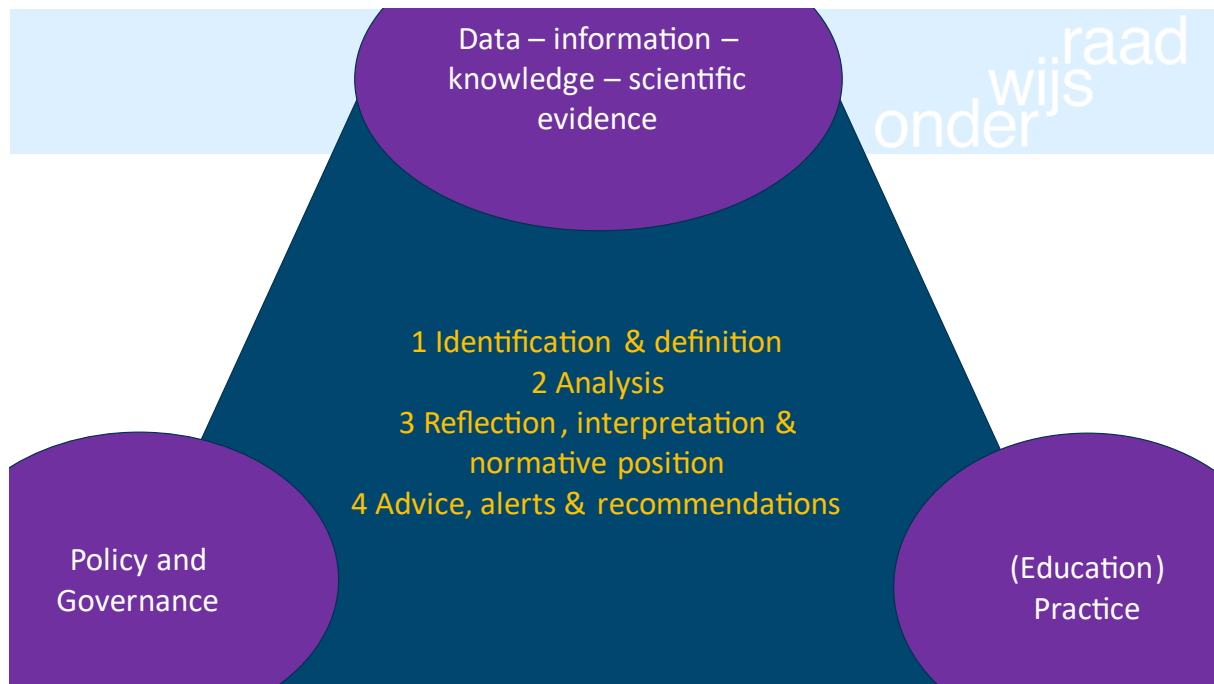 Data – information –
knowledge – scientific
evidence
raad
wijs
onder
1 Identification & definition
2 Analysis
3 Reflection, interpretation &
normative position
4 Advice, alerts & recommendations
Policy and
Governance
(Education)
Practice